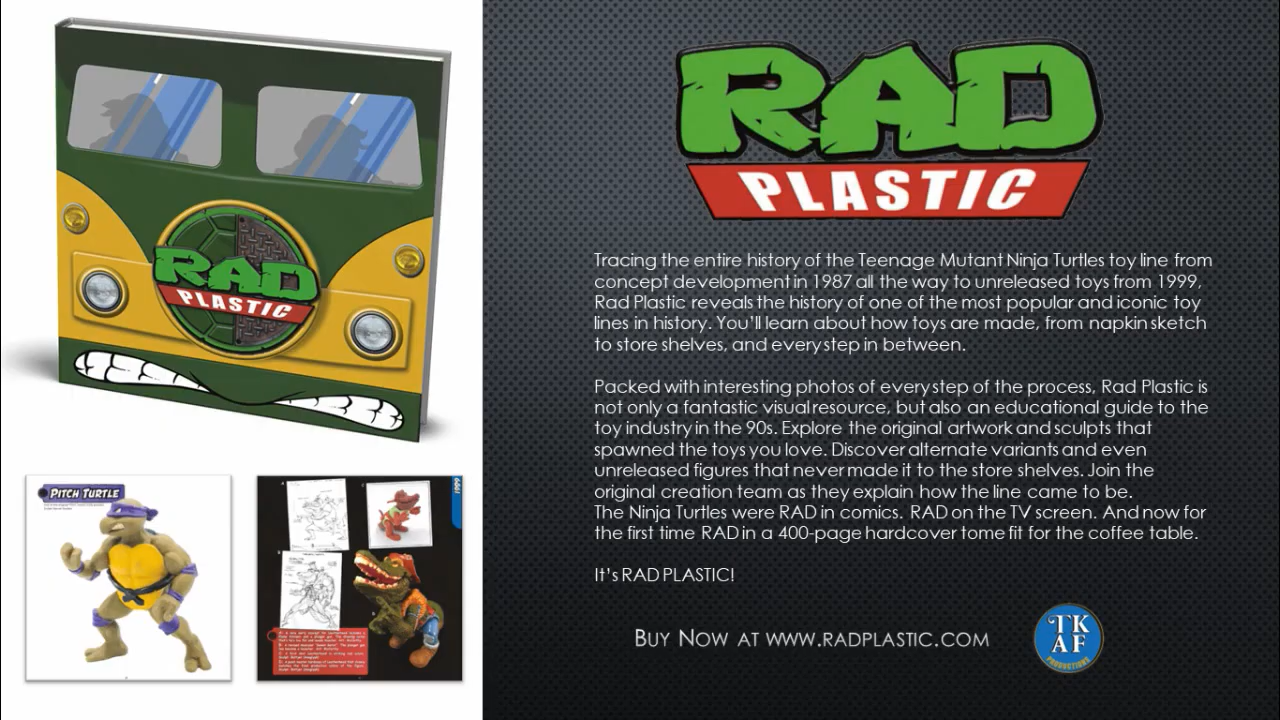 RAD
PLASTIC
RAD
PLASTIC
Tracing the entire history of the Teenage Mutant Ninja Turtles toy line from
concept development in 1987 all the way to unreleased toys from 1999,
Rad Plastic reveals the history of one of the most popular and iconic toy
lines in history. You’ll learn about how toys are made, from napkin sketch
to store shelves, and every step in between.
Packed with interesting photos of every step of the process, Rad Plastic is
not only a fantastic visual resource, but also an educational guide to the
toy industry in the 90s. Explore the original artwork and sculpts that
spawned the toys you love. Discover alternate variants and even
unreleased figures that never made it to the store shelves. Join the
original creation team as they explain how the line came to be.
The Ninja Turtles were RAD in comics. RAD on the TV screen. And now for
the first time RAD in a 400-page hardcover tome fit for the coffee table.
It’s RAD PLASTIC!
PITCH TURTLE
1989
BUY NOW AT WWW.RADPLASTIC.COM
TK
AF
PRODUCTIONS